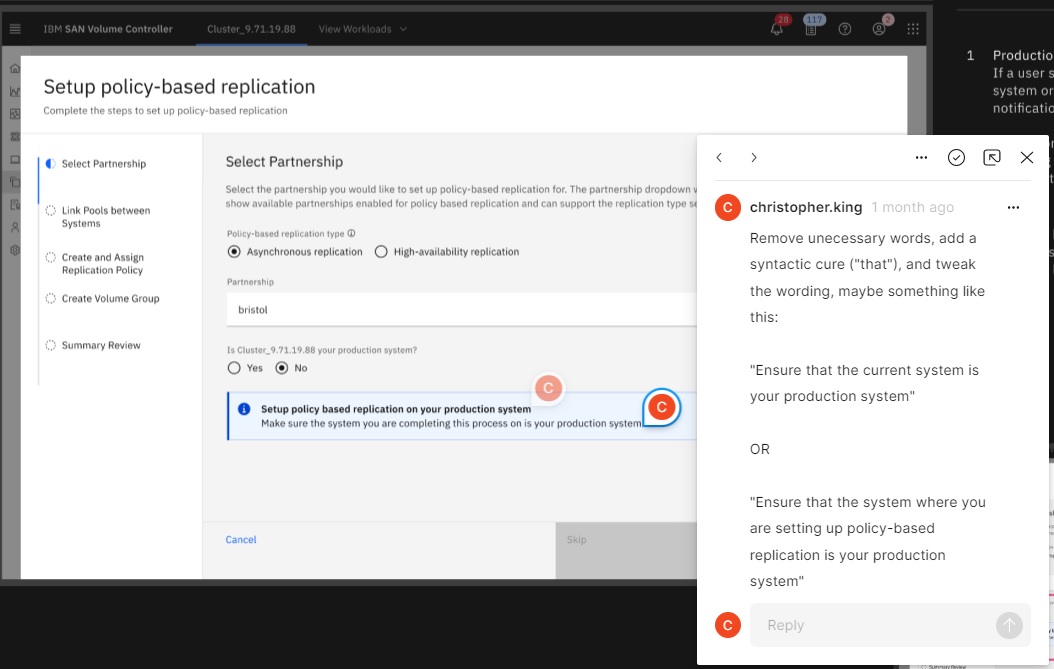 IBM SAN Volume Controller
Cluster_9.71.19.88
View Workloads
28
117
2
Setup policy-based replication
Complete the steps to set up policy-based replication
Select Partnership
Link Pools between
Systems
Create and Assign
Replication Policy
Create Volume Group
Summary Review
Select Partnership
Select the partnership you would like to set up policy-based replication for. The partnership dropdown
show available partnerships enabled for policy based replication and can support the replication type
Policy-based replication type
Asynchronous replication
High-availability replication
Partnership
bristol
Is Cluster_9.71.19.88 your production system?
Yes
No
Setup policy based replication on your production system
Make sure the system you are completing this process on is your production system
C
C
Cancel
Skip
1
If a user
system or
C
christopher.king
1 month ago
Remove unecessary words, add a
syntactic cure ("that"), and tweak
the wording, maybe something like
this:
"Ensure that the current system is
your production system"
OR
"Ensure that the system where you
are setting up policy-based
replication is your production
system"
C
Reply
Summary Review